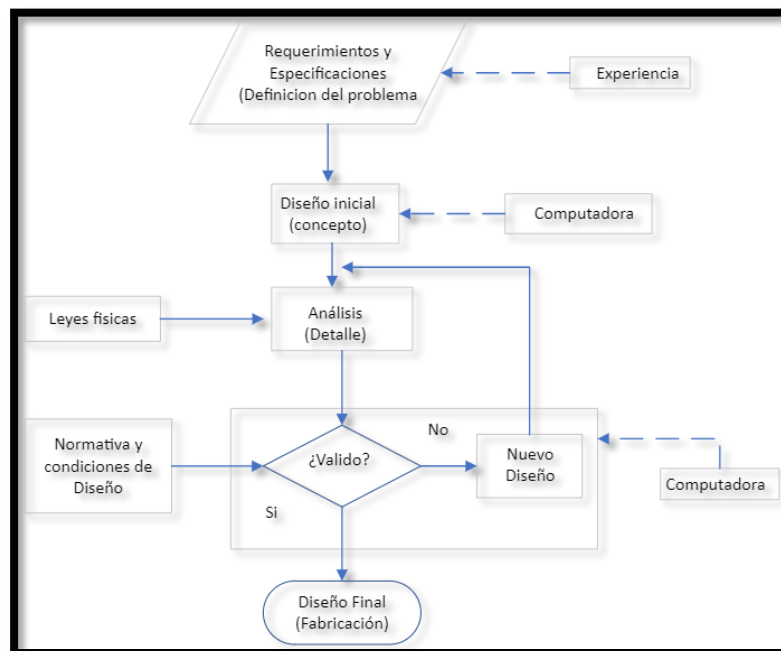 Requerimientos y
Especificaciones
(Definicion del problema
Experiencia
Diseño inicial
(concepto)
Computadora
Leyes fisicas
Análisis
(Detalle)
Normativa y
condiciones de
Diseño
¿Valido?
No
Nuevo
Diseño
Computadora
Si
Diseño Final
(Fabricación)